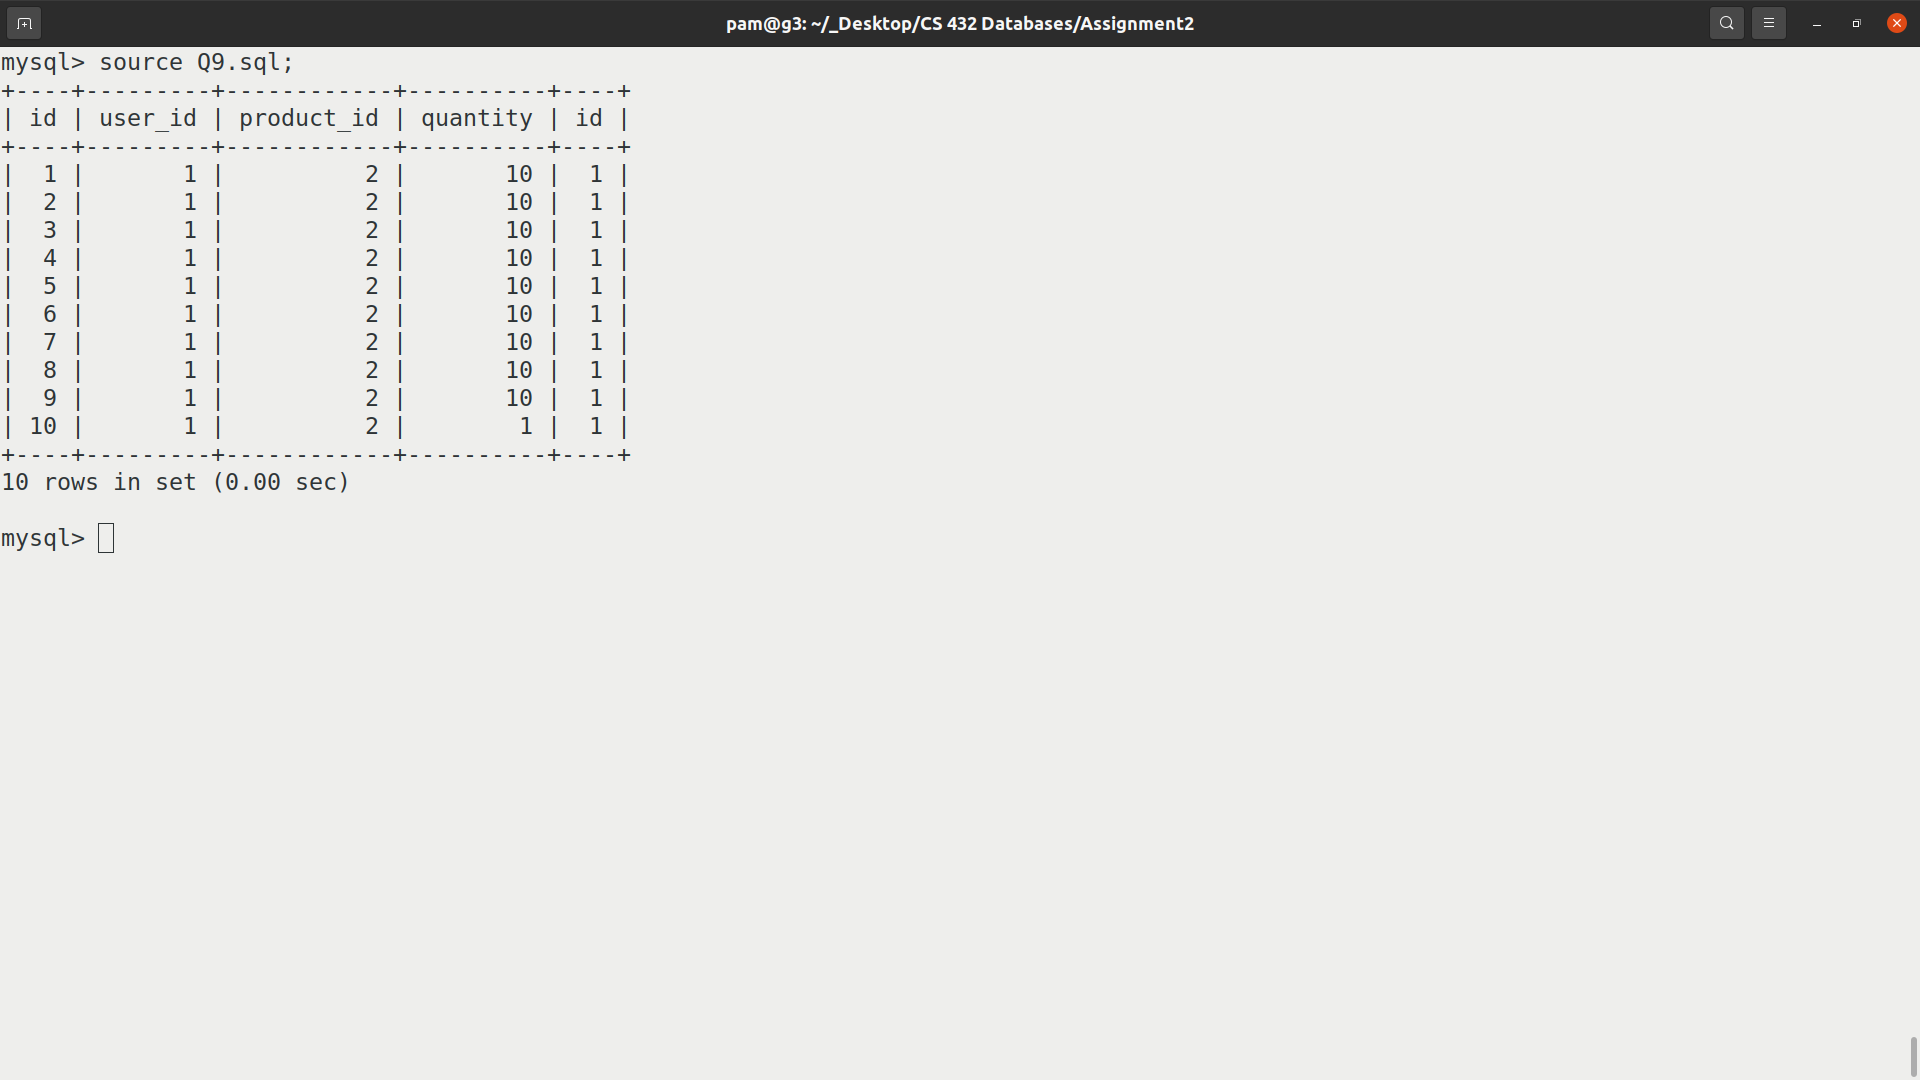 pam@g3: ~/_Desktop/CS 432 Databases/Assignment2
mysql> source Q9.sql;
+----+---------+------------+----------+----+
| id | user_id | product_id | quantity | id |
+----+---------+------------+----------+----+
|  1 |       1 |          2 |       10 |  1 |
|  2 |       1 |          2 |       10 |  1 |
|  3 |       1 |          2 |       10 |  1 |
|  4 |       1 |          2 |       10 |  1 |
|  5 |       1 |          2 |       10 |  1 |
|  6 |       1 |          2 |       10 |  1 |
|  7 |       1 |          2 |       10 |  1 |
|  8 |       1 |          2 |       10 |  1 |
|  9 |       1 |          2 |       10 |  1 |
| 10 |       1 |          2 |        1 |  1 |
+----+---------+------------+----------+----+
10 rows in set (0.00 sec)
mysql>